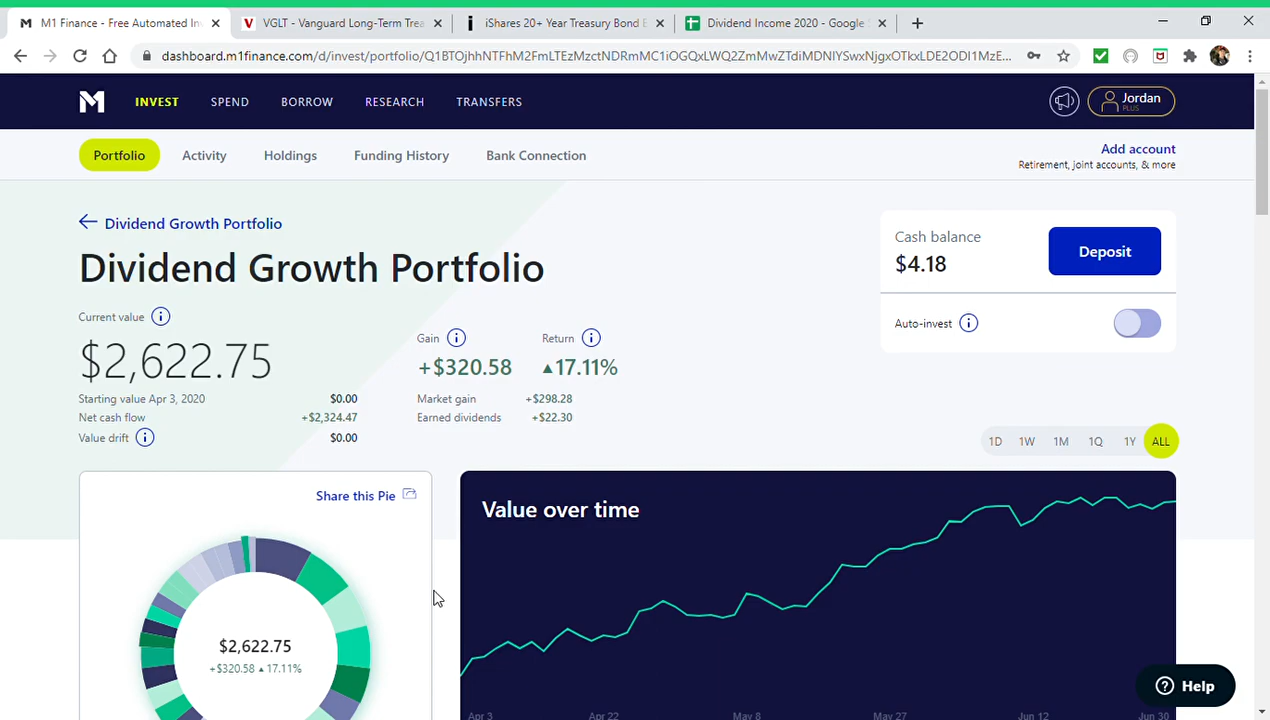 M1 Finance - Free Automated In
VGLT - Vanguard Long-Term Trea
iShares 20+ Year Treasury Bond E
Dividend Income 2020 - Google S
dashboard.m1finance.com/d/invest/portfolio/Q1BTOjhhNTFhM2FmLTEzMzctNDRmMC1iOGQxLWQ2ZmMwZTdiMDNlYSwxNjgxOTkxLDE2ODI1MzE...
INVEST
SPEND
BORROW
RESEARCH
TRANSFERS
Jordan
PLUS
Portfolio
Activity
Holdings
Funding History
Bank Connection
Add account
Retirement, joint accounts, & more
Dividend Growth Portfolio
Dividend Growth Portfolio
Cash balance
$4.18
Deposit
Auto-invest
Current value
$2,622.75
Gain
+$320.58
Return
▲17.11%
Starting value Apr 3, 2020 $0.00
Net cash flow +$2,324.47
Value drift $0.00
Market gain +$298.28
Earned dividends +$22.30
1D 1W 1M 1Q 1Y ALL
Share this Pie
$2,622.75
+$320.58 ▲17.11%
Value over time
Apr 3 Apr 22 May 8 May 27 Jun 12 Jun 30
Help